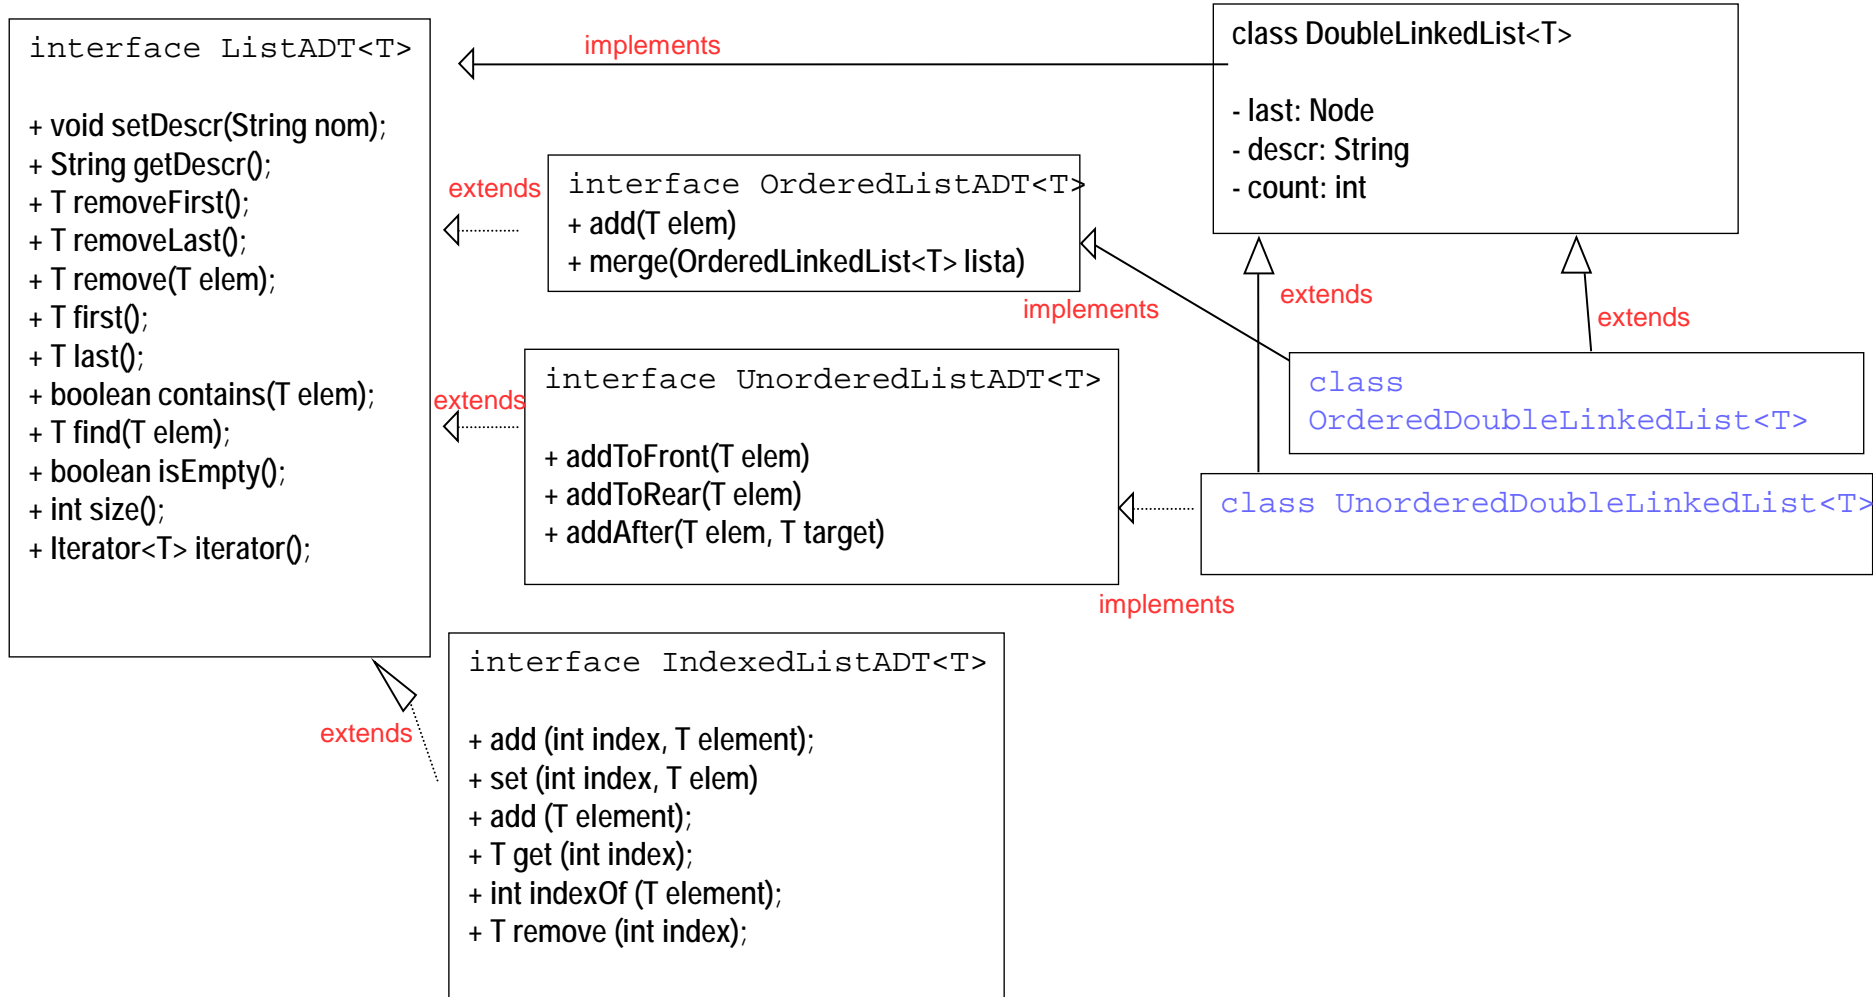 interface ListADT<T>
+ void setDescr(String nom);
+ String getDescr();
+ T removeFirst();
+ T removeLast();
+ T remove(T elem);
+ T first();
+ T last();
+ boolean contains(T elem);
+ T find(T elem);
+ boolean isEmpty();
+ int size();
+ Iterator<T> iterator();
implements
class DoubleLinkedList<T>
- last: Node
- descr: String
- count: int
extends
interface OrderedListADT<T>
+ add(T elem)
+ merge(OrderedLinkedList<T> lista)
implements
extends
extends
class
OrderedDoubleLinkedList<T>
extends
interface UnorderedListADT<T>
+ addToFront(T elem)
+ addToRear(T elem)
+ addAfter(T elem, T target)
class UnorderedDoubleLinkedList<T>
implements
extends
interface IndexedListADT<T>
+ add (int index, T element);
+ set (int index, T elem)
+ add (T element);
+ T get (int index);
+ int indexOf (T element);
+ T remove (int index);